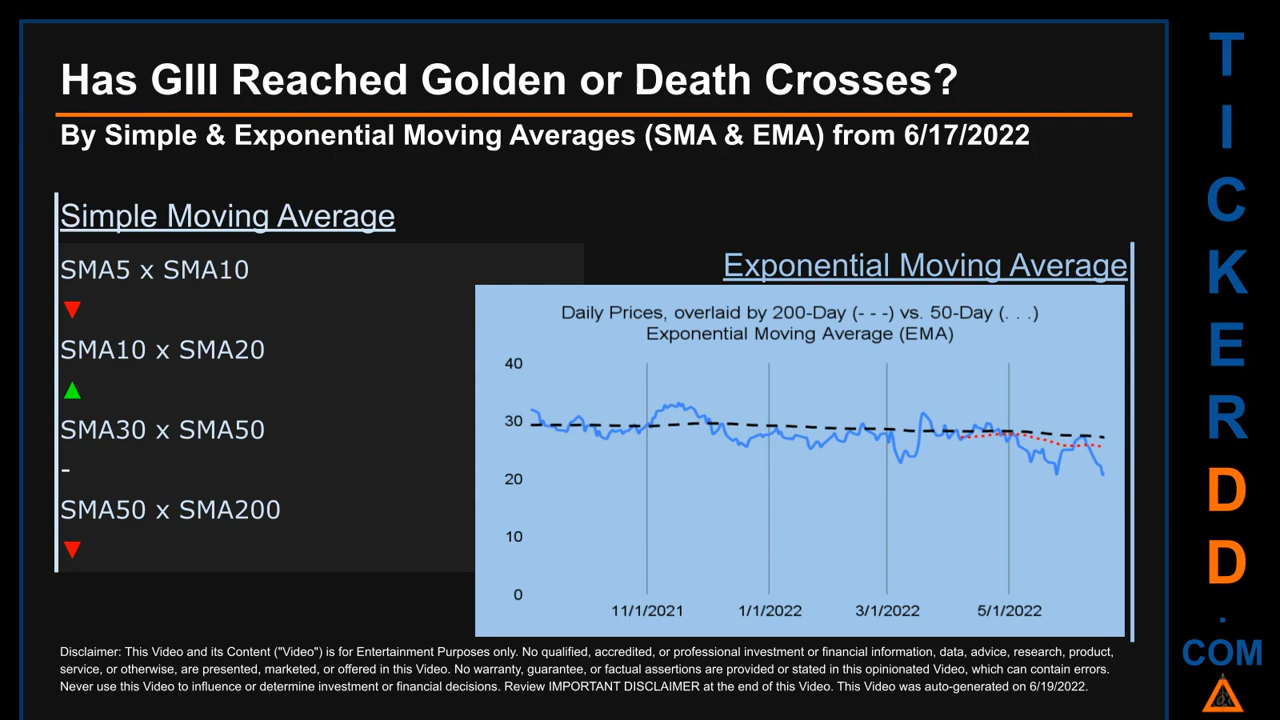 Has GIII Reached Golden or Death Crosses?
By Simple & Exponential Moving Averages (SMA & EMA) from 6/17/2022
Simple Moving Average
SMA5 x SMA10
▼
SMA10 x SMA20
▲
SMA30 x SMA50
-
SMA50 x SMA200
▼
Exponential Moving Average
Daily Prices, overlaid by 200-Day (- - -) vs. 50-Day (. . .)
Exponential Moving Average (EMA)
40
30
20
10
0
11/1/2021
1/1/2022
3/1/2022
5/1/2022
Disclaimer: This Video and its Content ("Video") is for Entertainment Purposes only. No qualified, accredited, or professional investment or financial information, data, advice, research, product,
service, or otherwise, are presented, marketed, or offered in this Video. No warranty, guarantee, or factual assertions are provided or stated in this opinionated Video, which can contain errors.
Never use this Video to influence or determine investment or financial decisions. Review IMPORTANT DISCLAIMER at the end of this Video. This Video was auto-generated on 6/19/2022.
T
I
C
K
E
R
D
D
.
COM